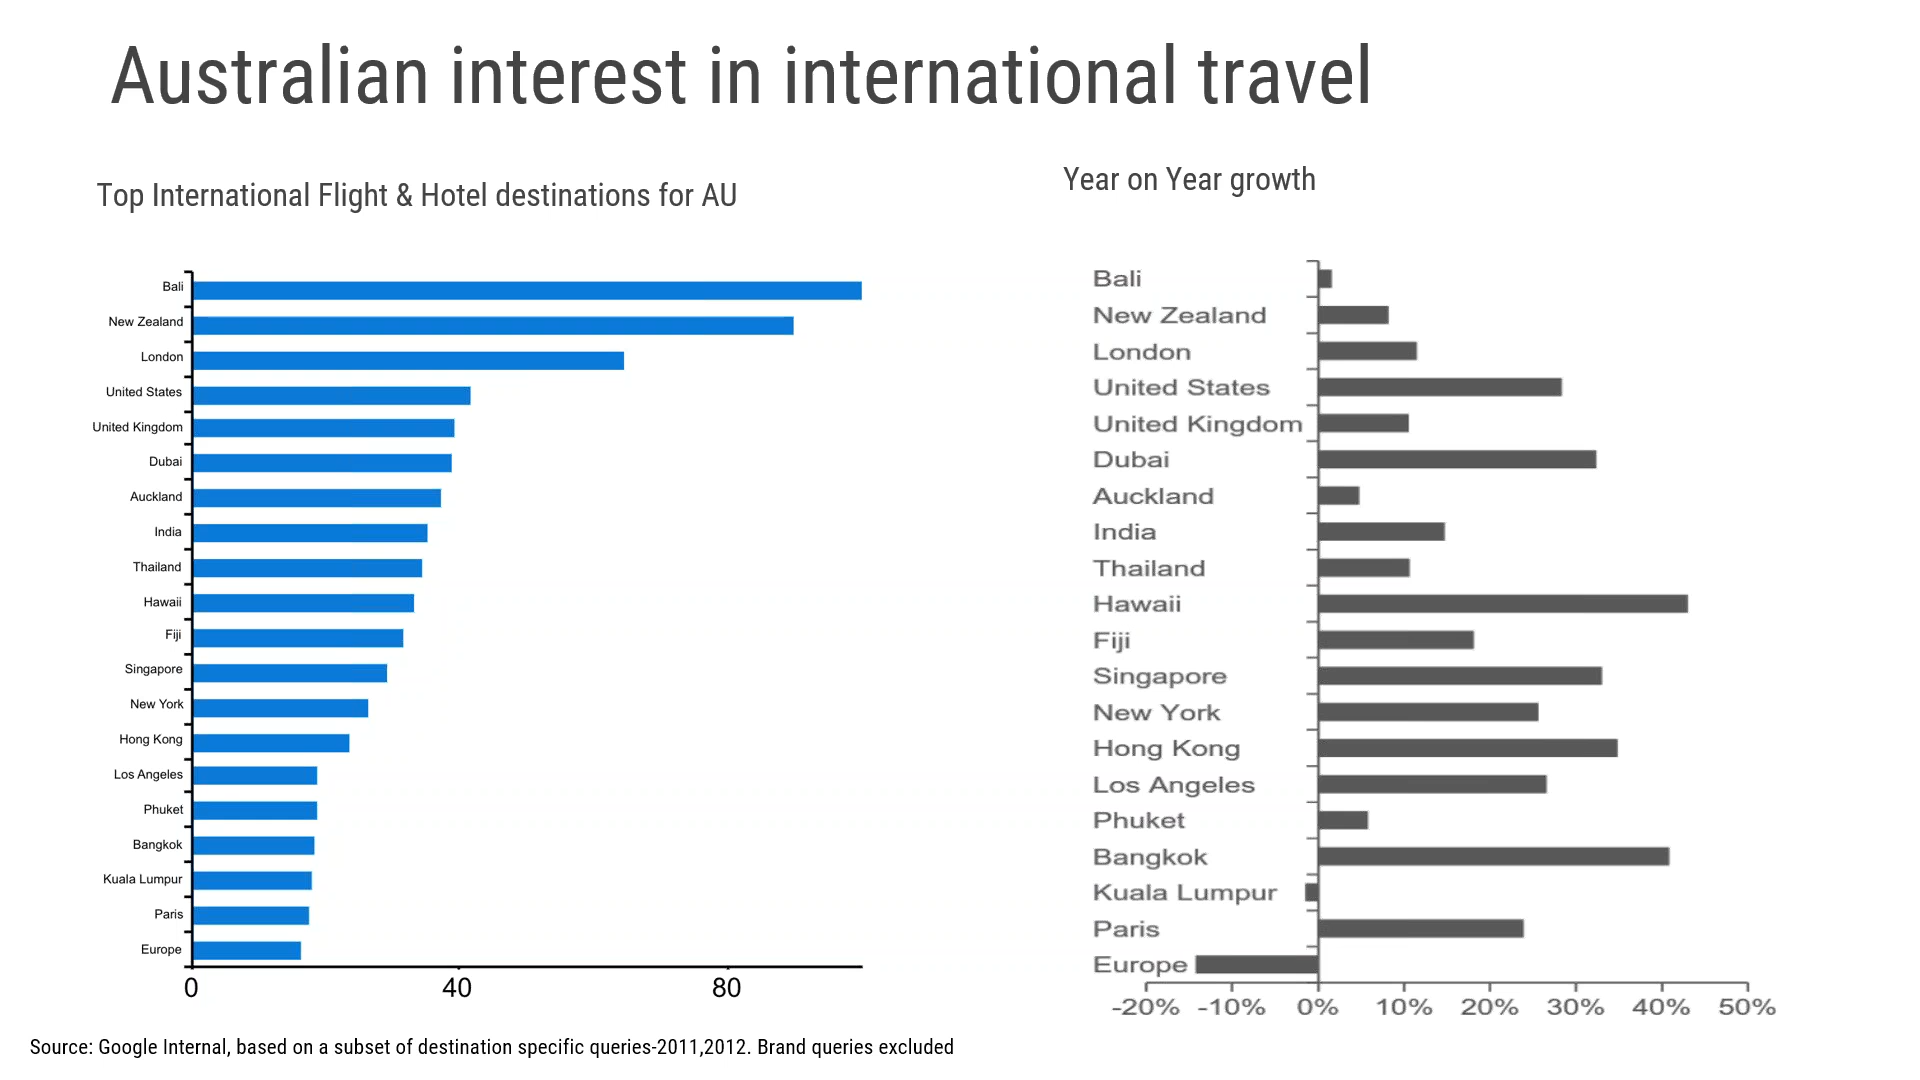 Australian interest in international travel
Top International Flight & Hotel destinations for AU
Bali
New Zealand
London
United States
United Kingdom
Dubai
Auckland
India
Thailand
Hawaii
Fiji
Singapore
New York
Hong Kong
Los Angeles
Phuket
Bangkok
Kuala Lumpur
Paris
Europe
0 40 80
Year on Year growth
Bali
New Zealand
London
United States
United Kingdom
Dubai
Auckland
India
Thailand
Hawaii
Fiji
Singapore
New York
Hong Kong
Los Angeles
Phuket
Bangkok
Kuala Lumpur
Paris
Europe
-20% -10% 0% 10% 20% 30% 40% 50%
Source: Google Internal, based on a subset of destination specific queries-2011,2012. Brand queries excluded